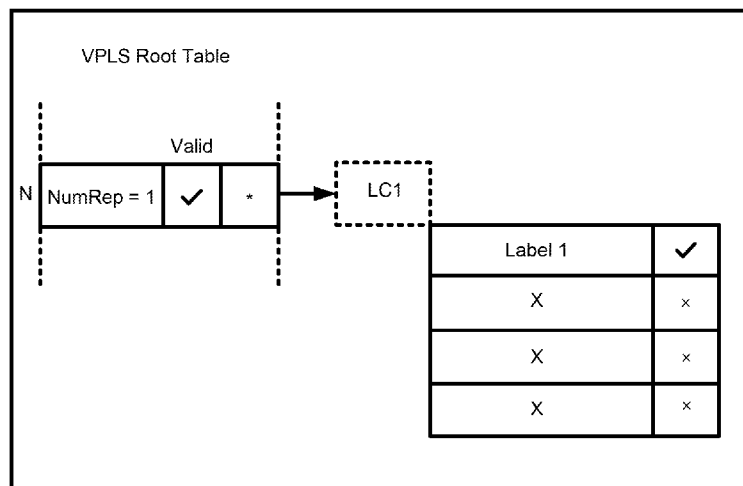 VPLS Root Table
Valid
N NumRep = 1 ✓ * LC1
Label 1 ✓
X ×
X ×
X ×